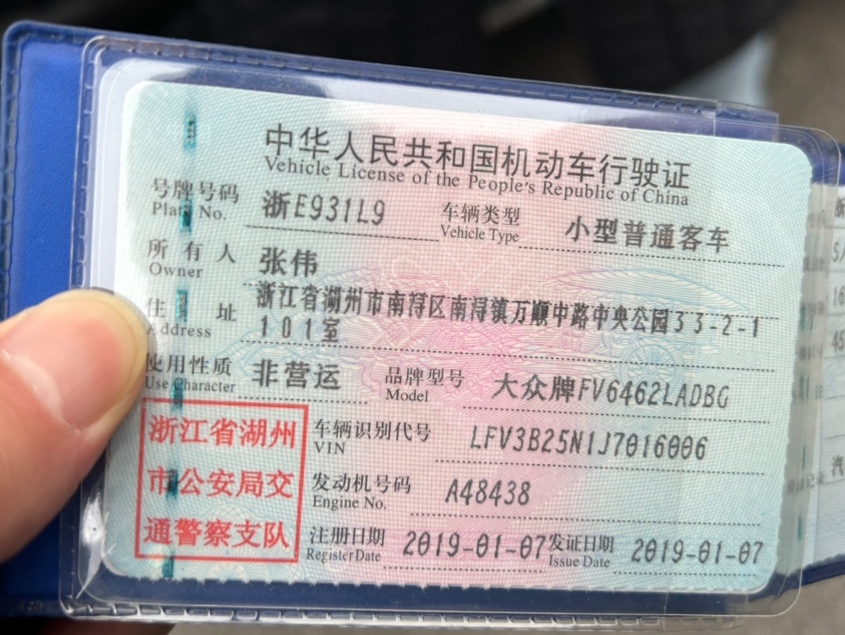 中华人民共和国机动车行驶证
Vehicle License of the People's Republic of China
号牌号码 浙E931L9 车辆类型 小型普通客车
Plate No. Vehicle Type
所有人 张伟
Owner
住址 浙江省湖州市南浔区南浔镇万顺中路中央公园33-2-1
Address 101室
使用性质 非营运 品牌型号 大众牌FV6462LADBG
Use Character Model
浙江省湖州 车辆识别代号 LFV3B25N1J7016006
VIN
市公安局交 发动机号码 A48438
Engine No.
通警察支队 注册日期 2019-01-07 发证日期 2019-01-07
Register Date Issue Date